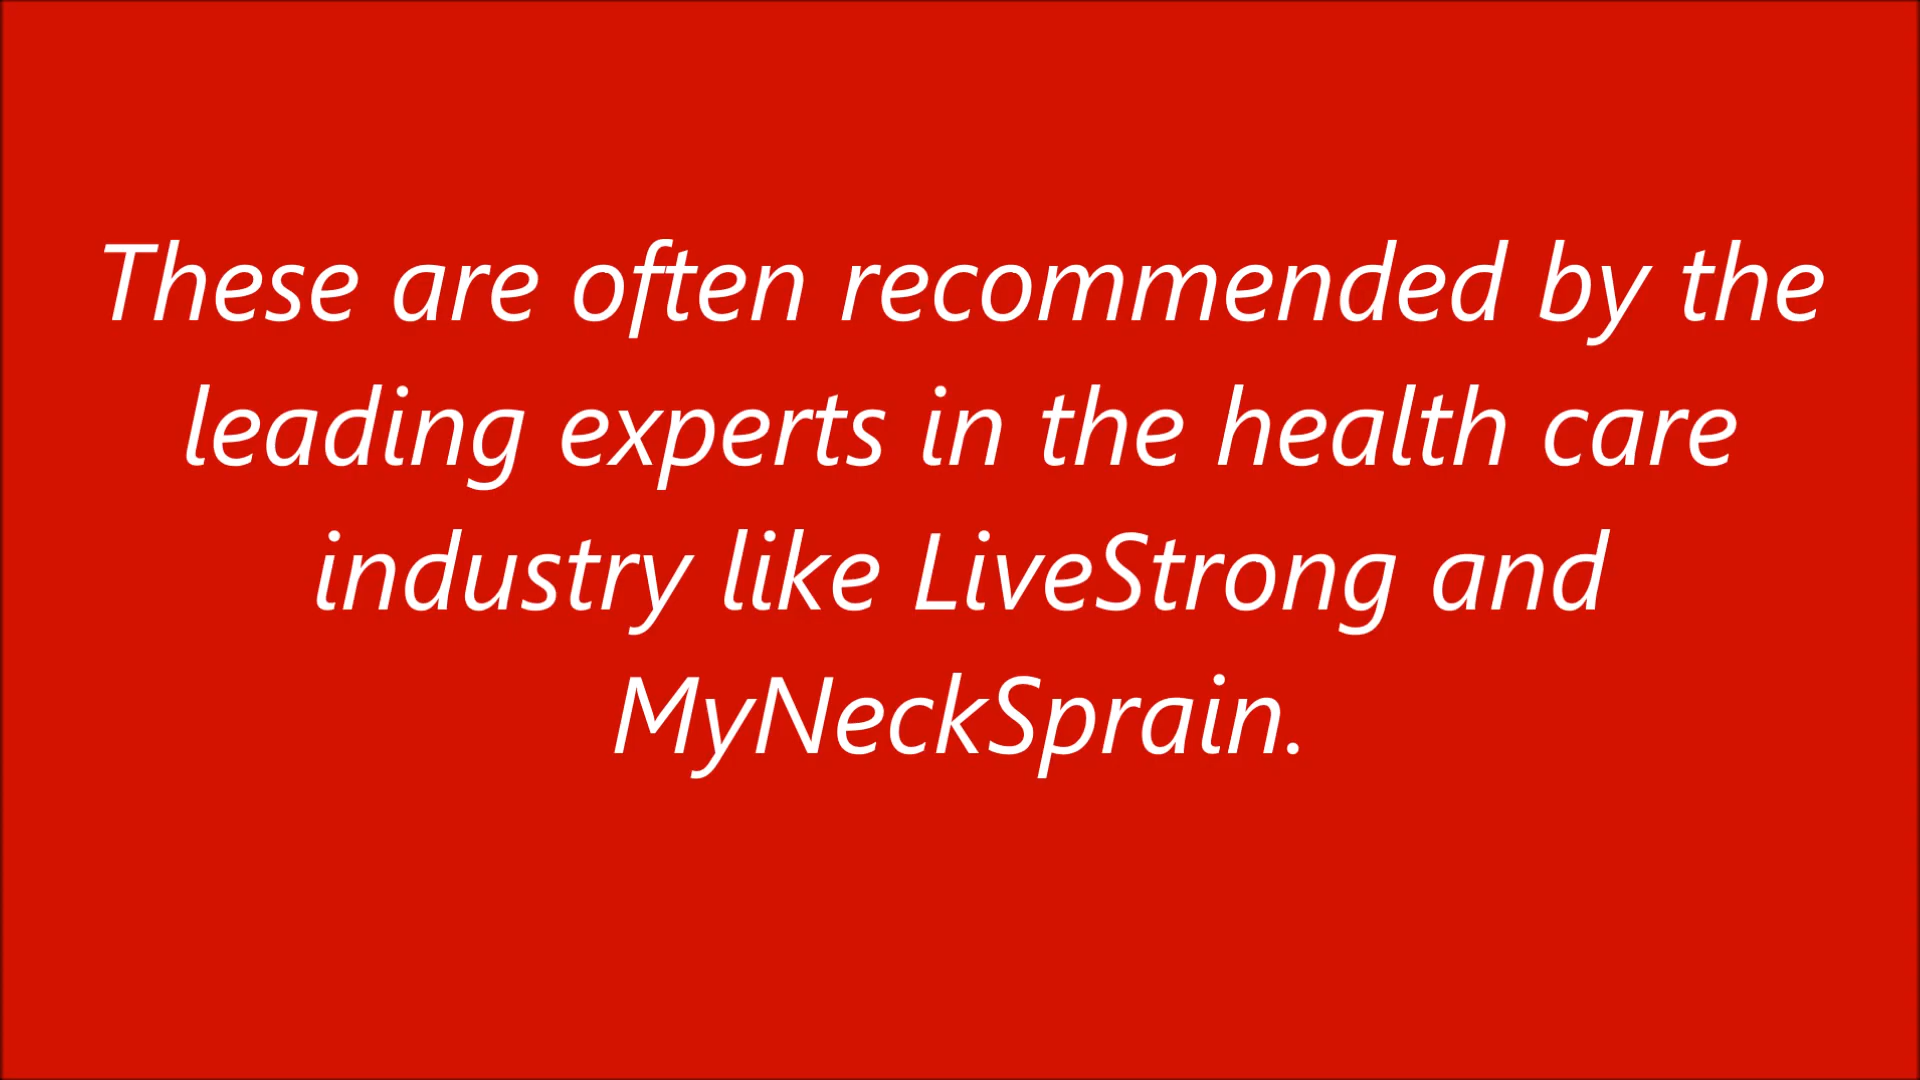 These are often recommended by the
leading experts in the health care
industry like LiveStrong and
MyNeckSprain.